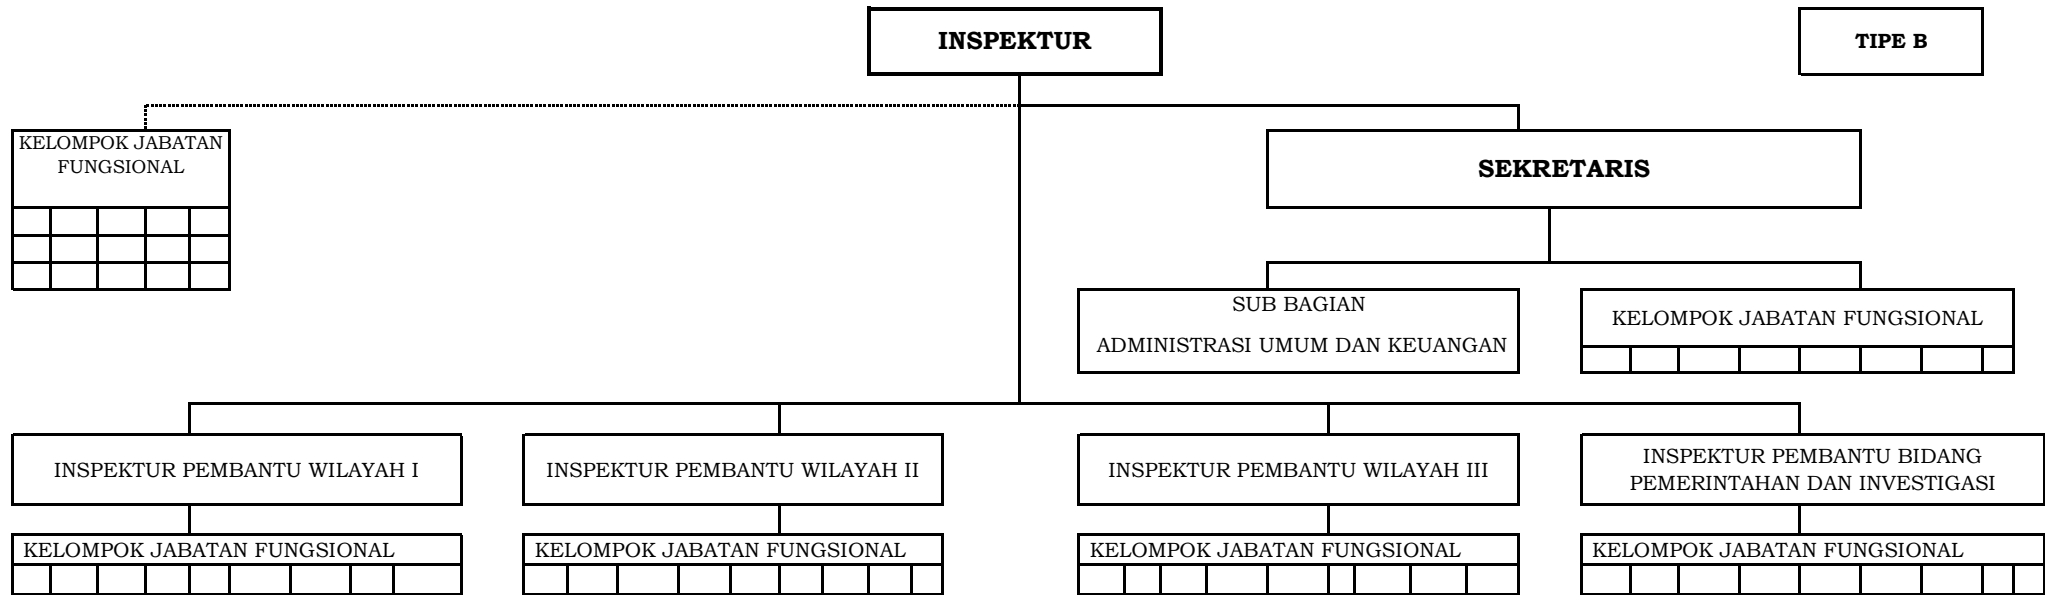 INSPEKTUR
TIPE B
KELOMPOK JABATAN
FUNGSIONAL
SEKRETARIS
SUB BAGIAN
ADMINISTRASI UMUM DAN KEUANGAN
KELOMPOK JABATAN FUNGSIONAL
INSPEKTUR PEMBANTU WILAYAH I
INSPEKTUR PEMBANTU WILAYAH II
INSPEKTUR PEMBANTU WILAYAH III
INSPEKTUR PEMBANTU BIDANG
PEMERINTAHAN DAN INVESTIGASI
KELOMPOK JABATAN FUNGSIONAL
KELOMPOK JABATAN FUNGSIONAL
KELOMPOK JABATAN FUNGSIONAL
KELOMPOK JABATAN FUNGSIONAL